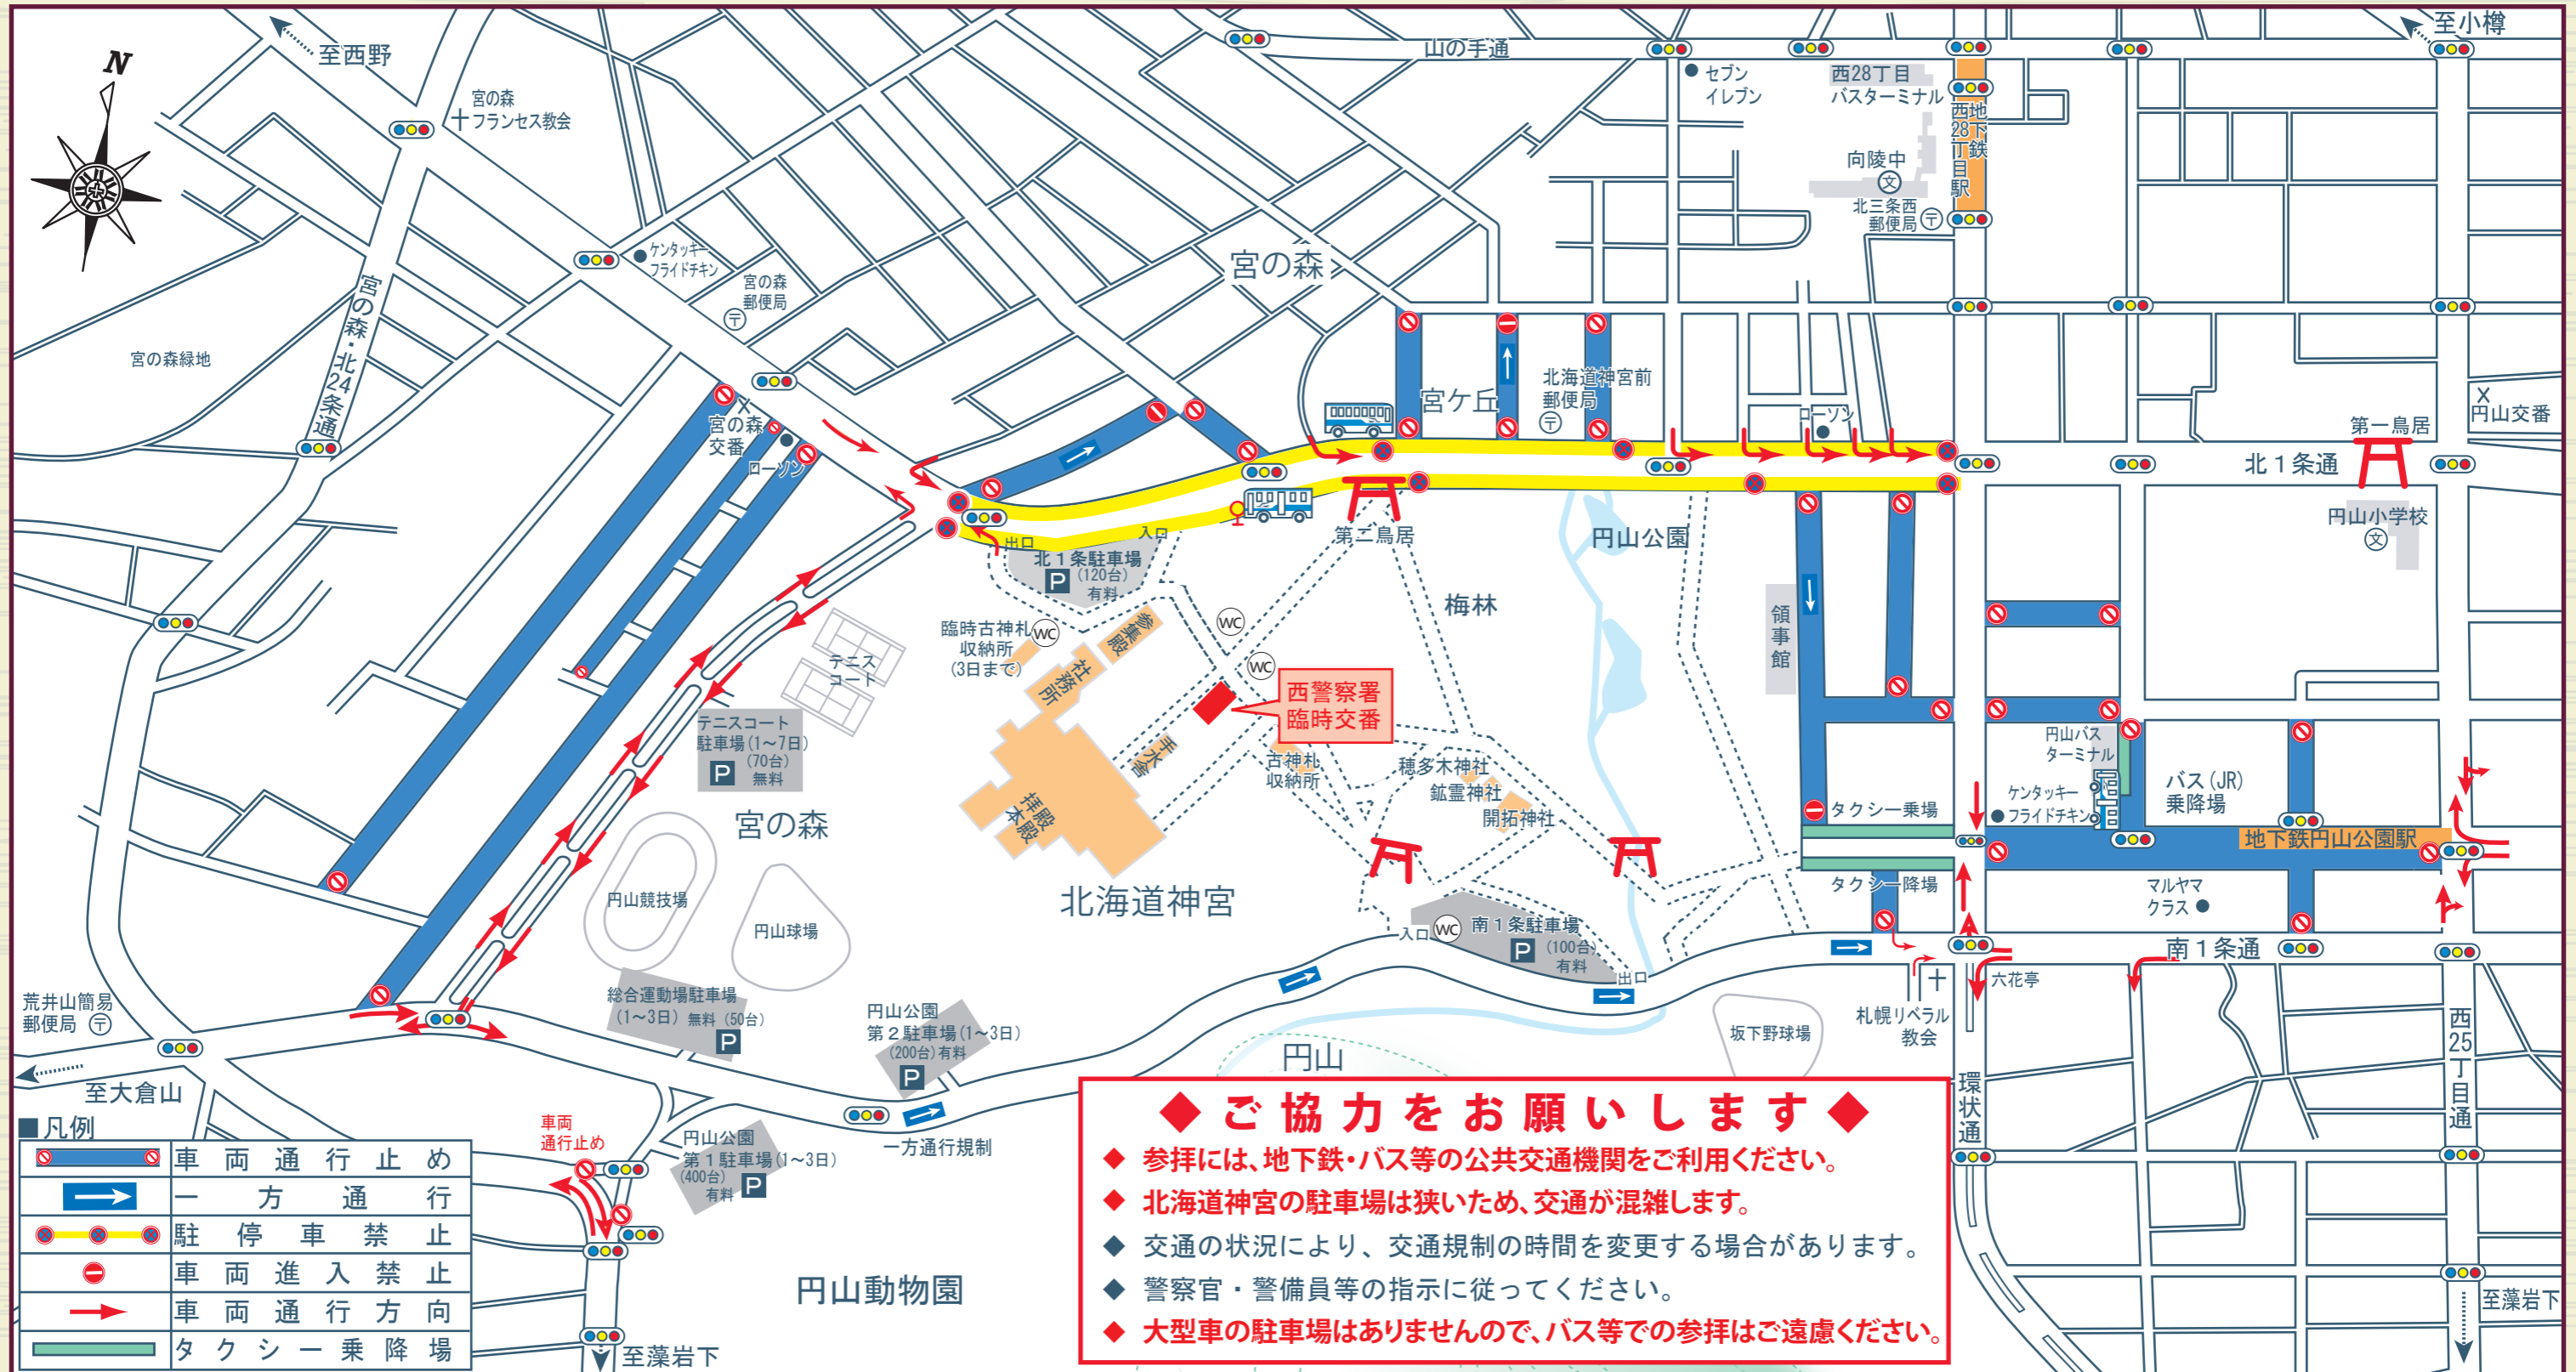 N
至西野
宮の森
フランセス教会
山の手通
セブン
イレブン
西28丁目
バスターミナル
地下鉄
西28丁目駅
至小樽
向陵中
文
北三条西
郵便局
ケンタッキー
フライドチキン
宮の森
郵便局
宮の森
宮の森・北24条通
宮の森緑地
宮の森
交番
ローソン
宮ケ丘
北海道神宮前
郵便局
ローソン
円山交番
第一鳥居
北1条通
円山小学校
文
出口
入口
北1条駐車場
P (120台)
有料
第二鳥居
円山公園
梅林
領事館
臨時古神札
収納所
(3日まで)
WC
WC
WC
参集殿
社務所
西警察署
臨時交番
テニス
コート
テニスコート
駐車場(1〜7日)
(70台)
P 無料
手水舎
古神札
収納所
穂多木神社
鉱霊神社
開拓神社
拝殿
本殿
宮の森
円山競技場
円山球場
北海道神宮
円山バス
ターミナル
ケンタッキー
フライドチキン
バス(JR)
乗降場
タクシー乗場
地下鉄円山公園駅
タクシー降場
マルヤマ
クラス
入口
WC
南1条駐車場
P (100台)
有料
出口
南1条通
六花亭
札幌リベラル
教会
坂下野球場
荒井山簡易
郵便局
総合運動場駐車場
(1〜3日) 無料 (50台)
P
円山公園
第2駐車場(1〜3日)
(200台)有料
P
円山
至大倉山
環状通
西25丁目通
車両
通行止め
円山公園
第1駐車場(1〜3日)
(400台)
有料 P
一方通行規制
■凡例
車両通行止め
一方通行
駐停車禁止
車両進入禁止
車両通行方向
タクシー乗降場
円山動物園
至藻岩下
至藻岩下
◆ご協力をお願いします◆
◆ 参拝には、地下鉄・バス等の公共交通機関をご利用ください。
◆ 北海道神宮の駐車場は狭いため、交通が混雑します。
◆ 交通の状況により、交通規制の時間を変更する場合があります。
◆ 警察官・警備員等の指示に従ってください。
◆ 大型車の駐車場はありませんので、バス等での参拝はご遠慮ください。